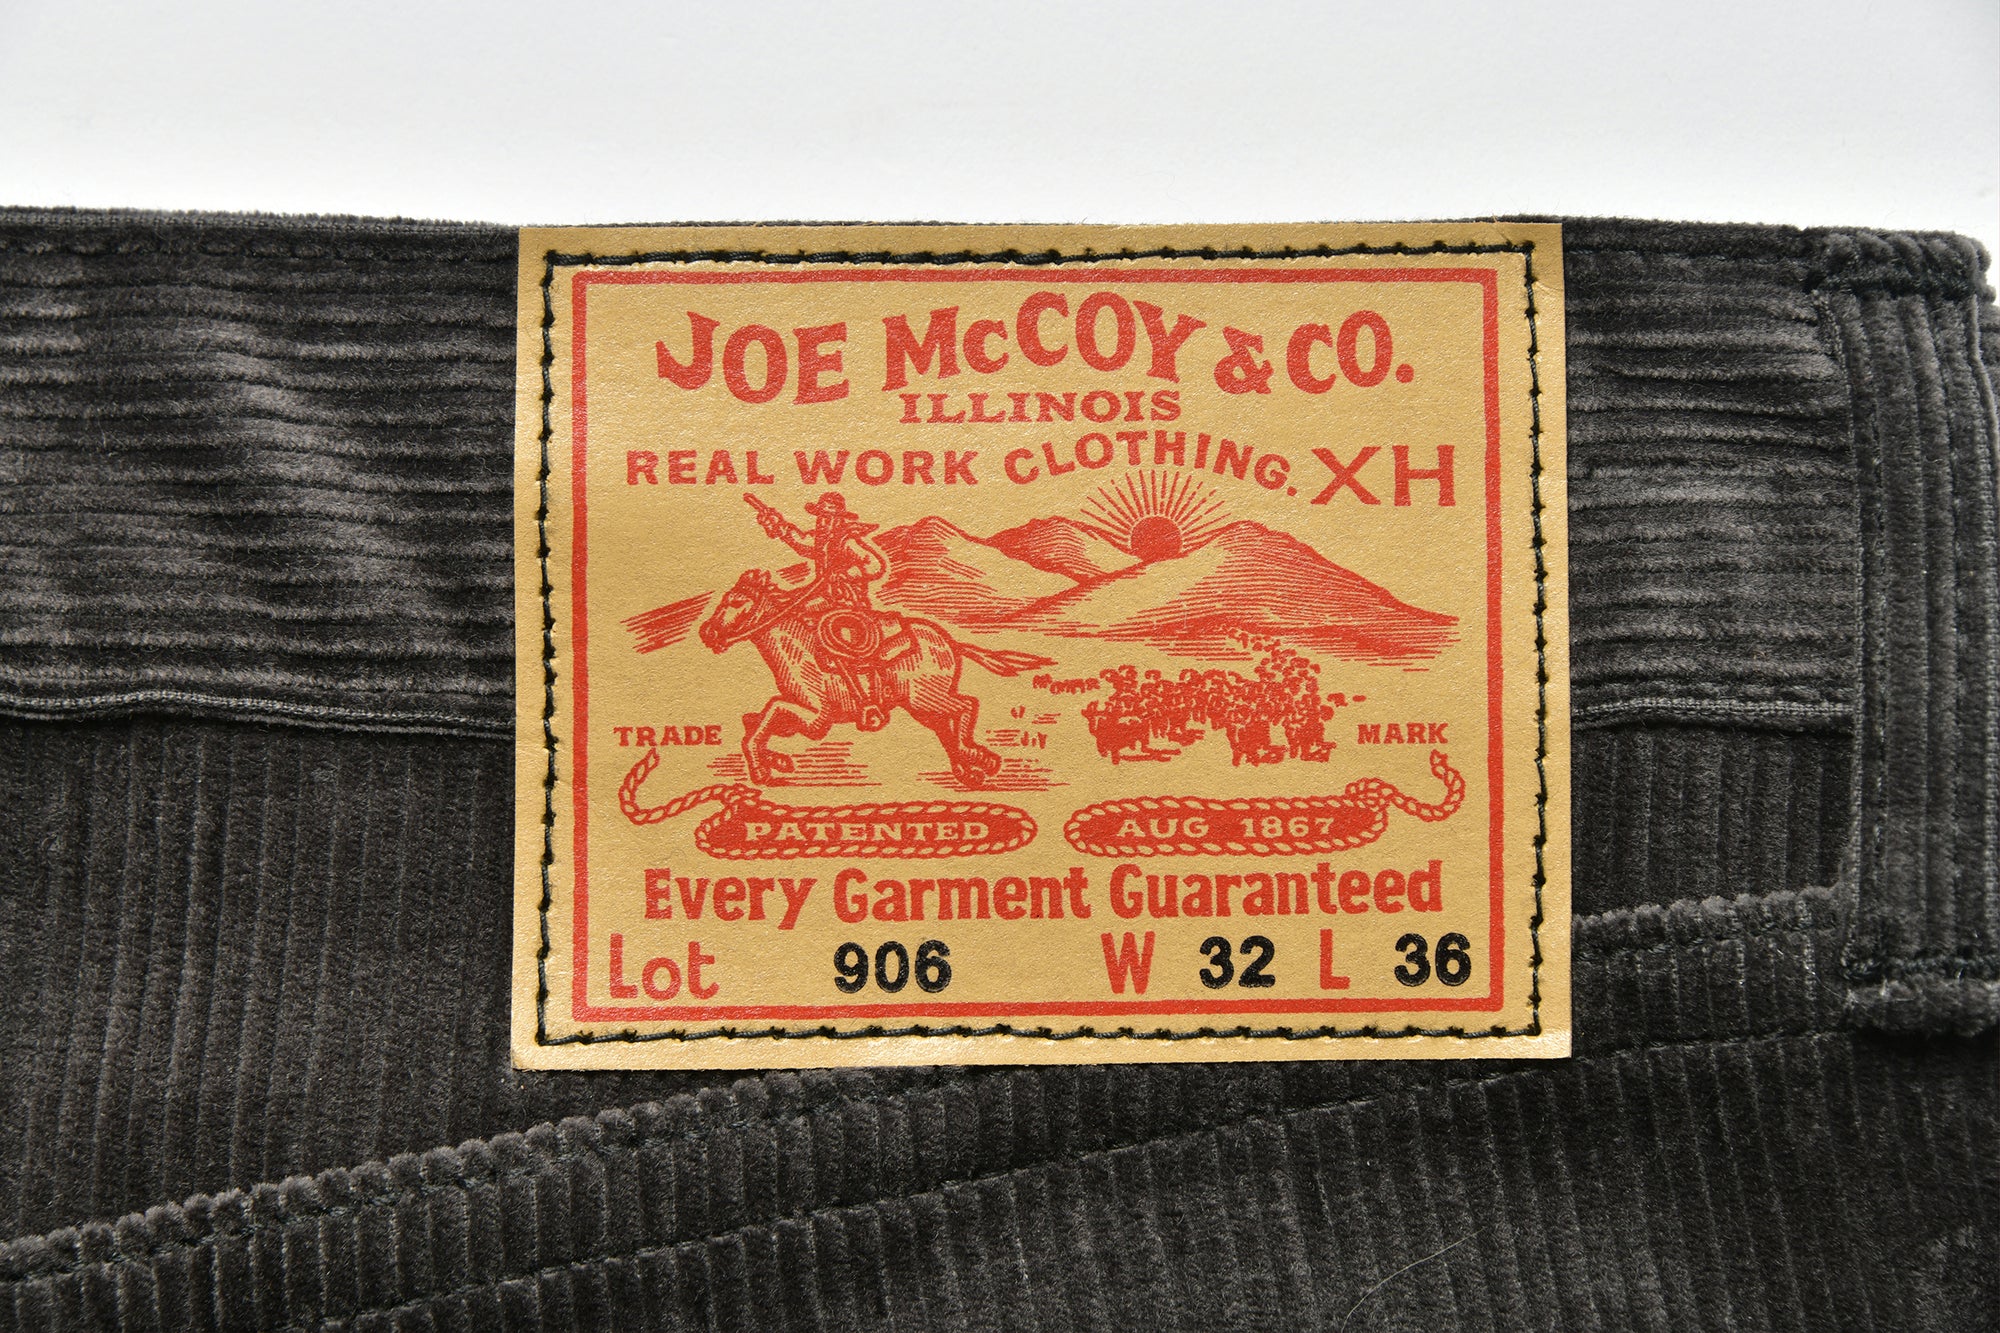 JOE McCOY & CO.
ILLINOIS
REAL WORK CLOTHING. XH
TRADE MARK
PATENTED AUG 1867
Every Garment Guaranteed
Lot 906 W 32 L 36